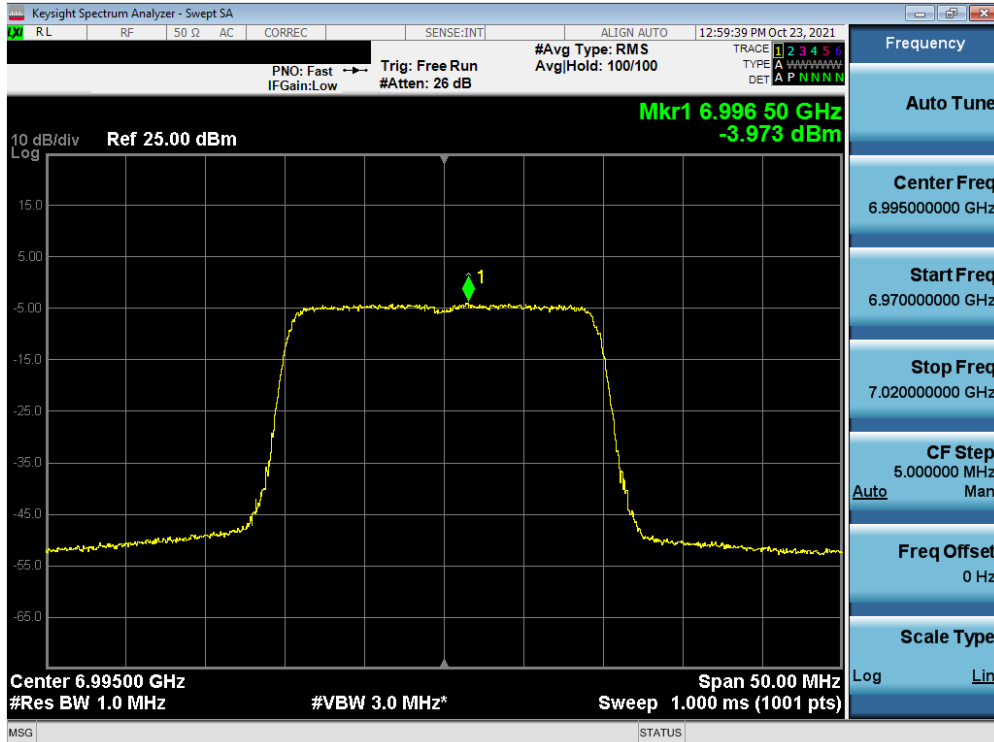 Keysight Spectrum Analyzer - Swept SA
LXI RL RF 50 Ω AC CORREC SENSE:INT ALIGN AUTO 12:59:39 PM Oct 23, 2021
PNO: Fast
IFGain:Low
Trig: Free Run
#Atten: 26 dB
#Avg Type: RMS
Avg|Hold: 100/100
TRACE 1 2 3 4 5 6
TYPE A WWWWW
DET A P N N N N
Mkr1 6.996 50 GHz
-3.973 dBm
10 dB/div
Log
Ref 25.00 dBm
15.0
5.00
-5.00
-15.0
-25.0
-35.0
-45.0
-55.0
-65.0
1
Center 6.99500 GHz
#Res BW 1.0 MHz
#VBW 3.0 MHz*
Span 50.00 MHz
Sweep 1.000 ms (1001 pts)
MSG
STATUS
Frequency
Auto Tune
Center Freq
6.995000000 GHz
Start Freq
6.970000000 GHz
Stop Freq
7.020000000 GHz
CF Step
5.000000 MHz
Auto Man
Freq Offset
0 Hz
Scale Type
Log Lin